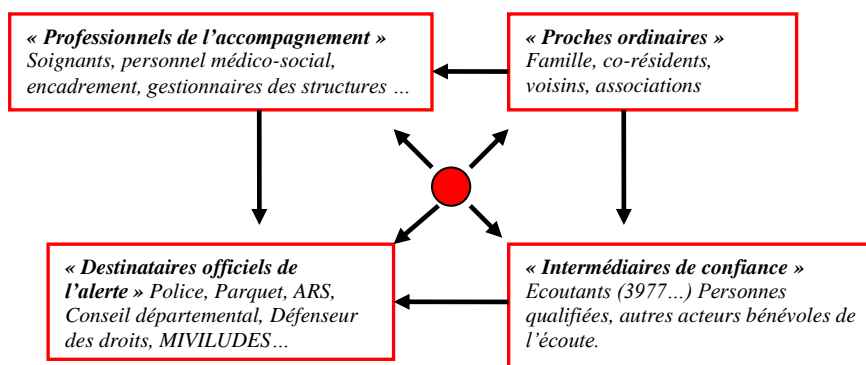 « Professionnels de l’accompagnement »
Soignants, personnel médico-social,
encadrement, gestionnaires des structures …
« Proches ordinaires »
Famille, co-résidents,
voisins, associations
« Destinataires officiels de
l’alerte » Police, Parquet, ARS,
Conseil départemental, Défenseur
des droits, MIVILUDES…
« Intermédiaires de confiance »
Ecoutants (3977…) Personnes
qualifiées, autres acteurs bénévoles de
l’écoute.